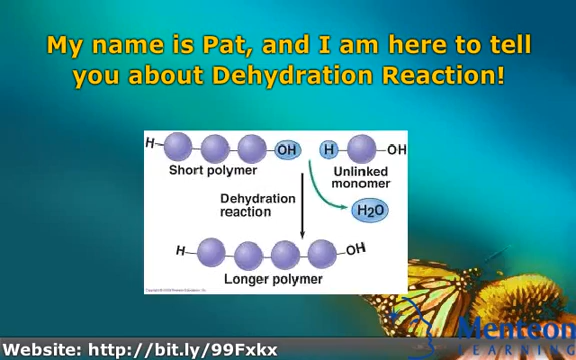 My name is Pat, and I am here to tell
you about Dehydration Reaction!
H
OH
H
OH
Short polymer
Unlinked
monomer
Dehydration
reaction
H2O
H
OH
Longer polymer
Menteon
LEARNING
Website: http://bit.ly/99Fxkx